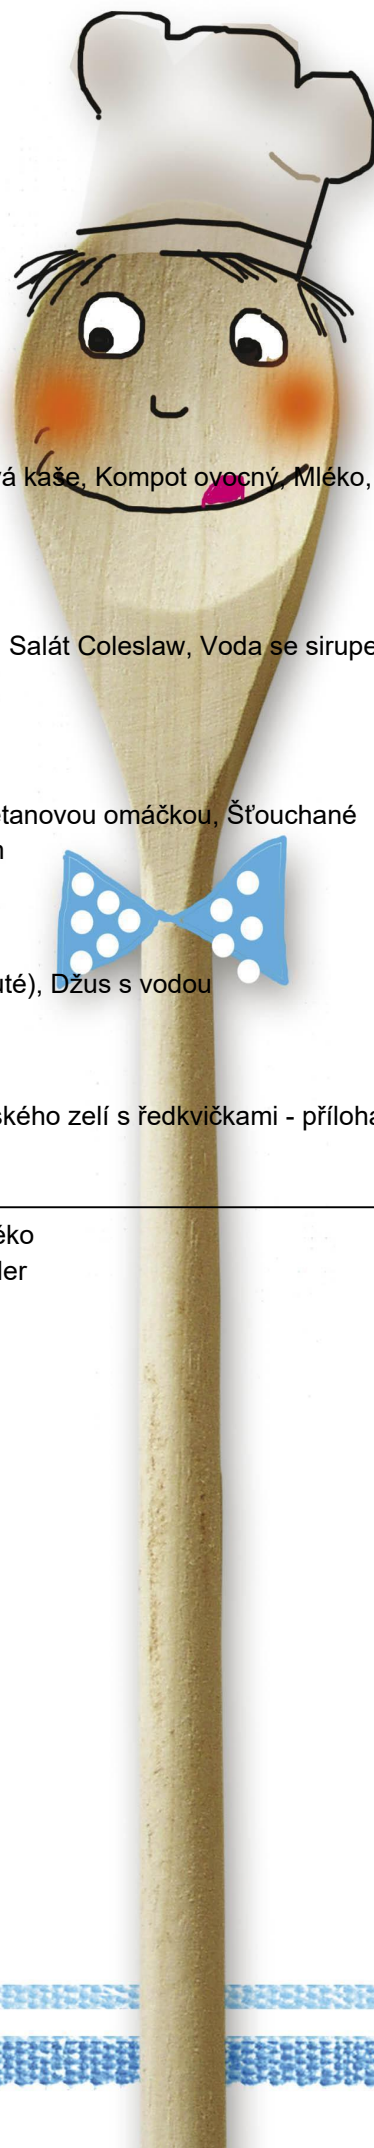 á kaše, Kompot ovocný, Mléko,
Salát Coleslaw, Voda se sirupe
etanovou omáčkou, Šťouchané
uté), Džus s vodou
ského zelí s ředkvičkami - příloha
éko
ler